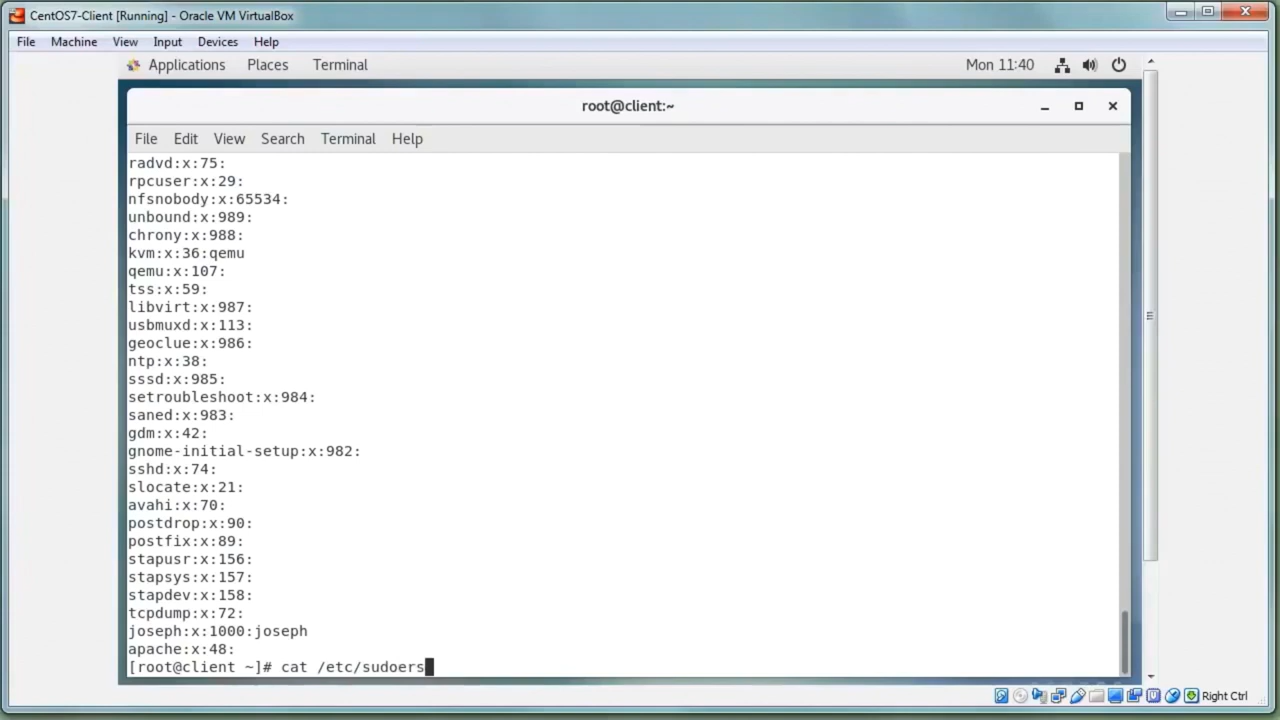 CentOS7-Client [Running] - Oracle VM VirtualBox
File Machine View Input Devices Help
Applications Places Terminal Mon 11:40
root@client:~
File Edit View Search Terminal Help
radvd:x:75:
rpcuser:x:29:
nfsnobody:x:65534:
unbound:x:989:
chrony:x:988:
kvm:x:36:qemu
qemu:x:107:
tss:x:59:
libvirt:x:987:
usbmuxd:x:113:
geoclue:x:986:
ntp:x:38:
sssd:x:985:
setroubleshoot:x:984:
saned:x:983:
gdm:x:42:
gnome-initial-setup:x:982:
sshd:x:74:
slocate:x:21:
avahi:x:70:
postdrop:x:90:
postfix:x:89:
stapusr:x:156:
stapsys:x:157:
stapdev:x:158:
tcpdump:x:72:
joseph:x:1000:joseph
apache:x:48:
[root@client ~]# cat /etc/sudoers
Right Ctrl